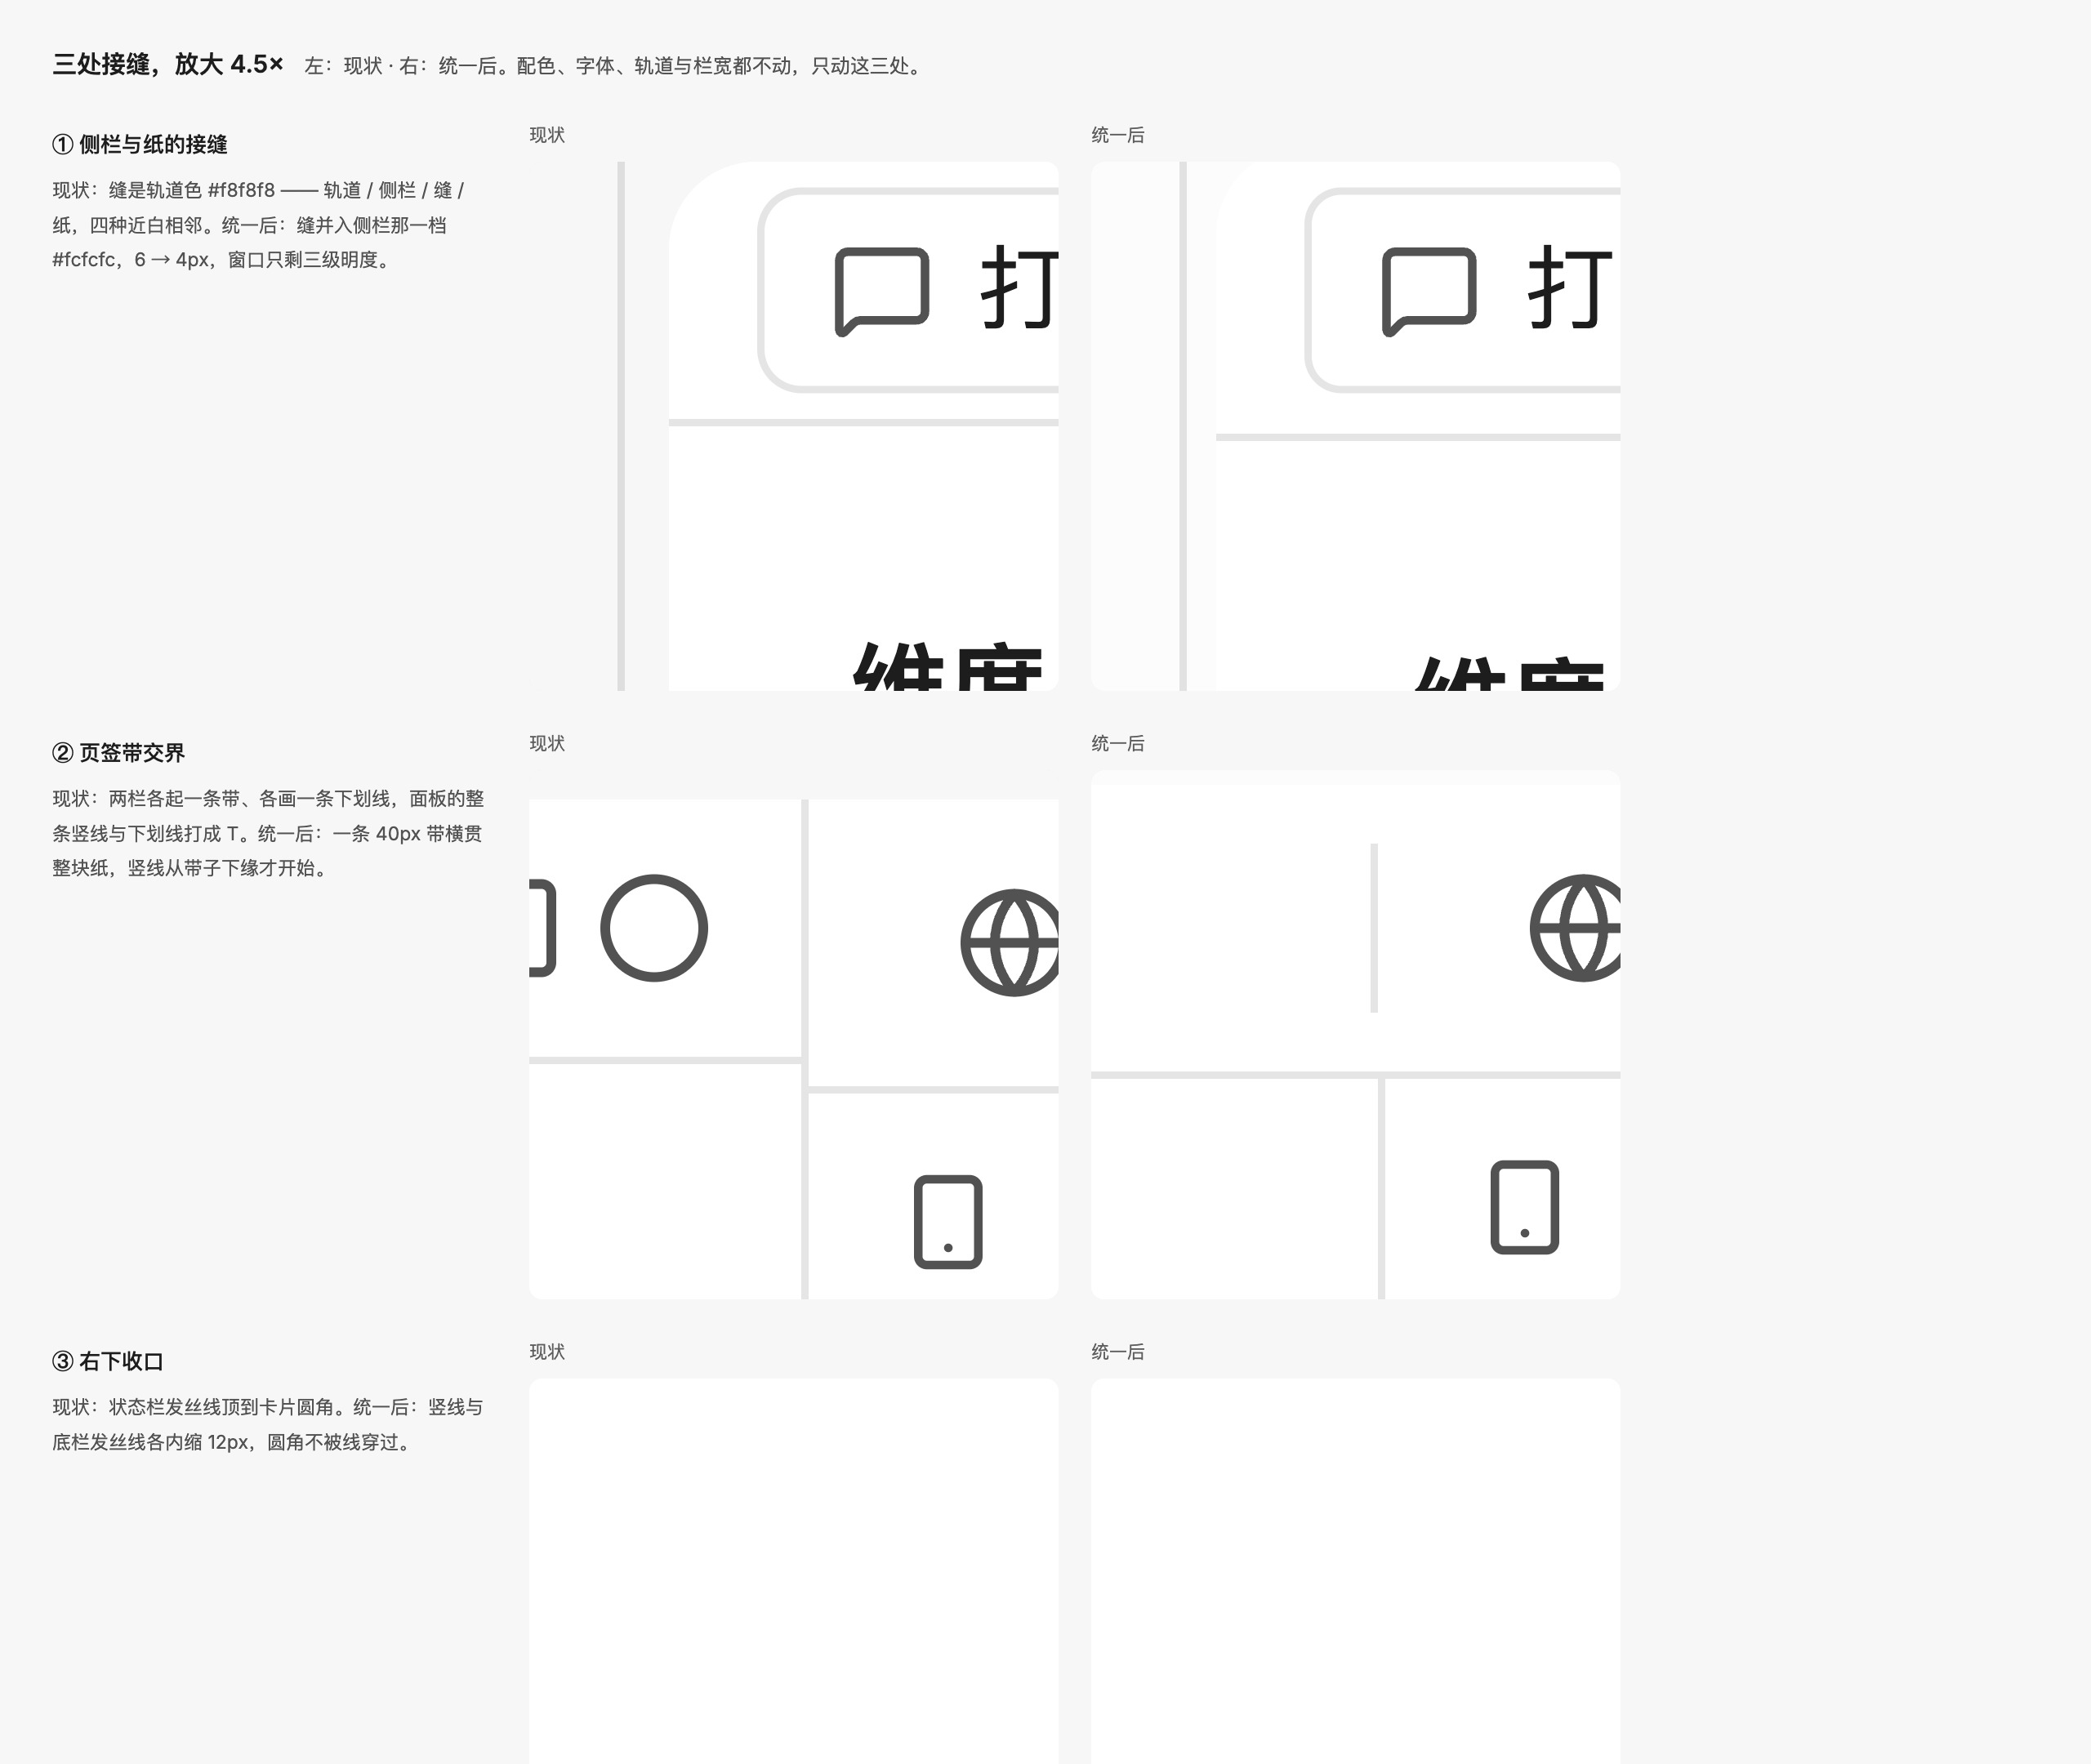 三处接缝，放大 4.5× 左：现状 · 右：统一后。配色、字体、轨道与栏宽都不动，只动这三处。
① 侧栏与纸的接缝
现状：缝是轨道色 #f8f8f8 —— 轨道 / 侧栏 / 缝 /
纸，四种近白相邻。统一后：缝并入侧栏那一档
#fcfcfc，6 → 4px，窗口只剩三级明度。
现状
统一后
打
打
维度
维度
② 页签带交界
现状：两栏各起一条带、各画一条下划线，面板的整
条竖线与下划线打成 T。统一后：一条 40px 带横贯
整块纸，竖线从带子下缘才开始。
现状
统一后
③ 右下收口
现状：状态栏发丝线顶到卡片圆角。统一后：竖线与
底栏发丝线各内缩 12px，圆角不被线穿过。
现状
统一后